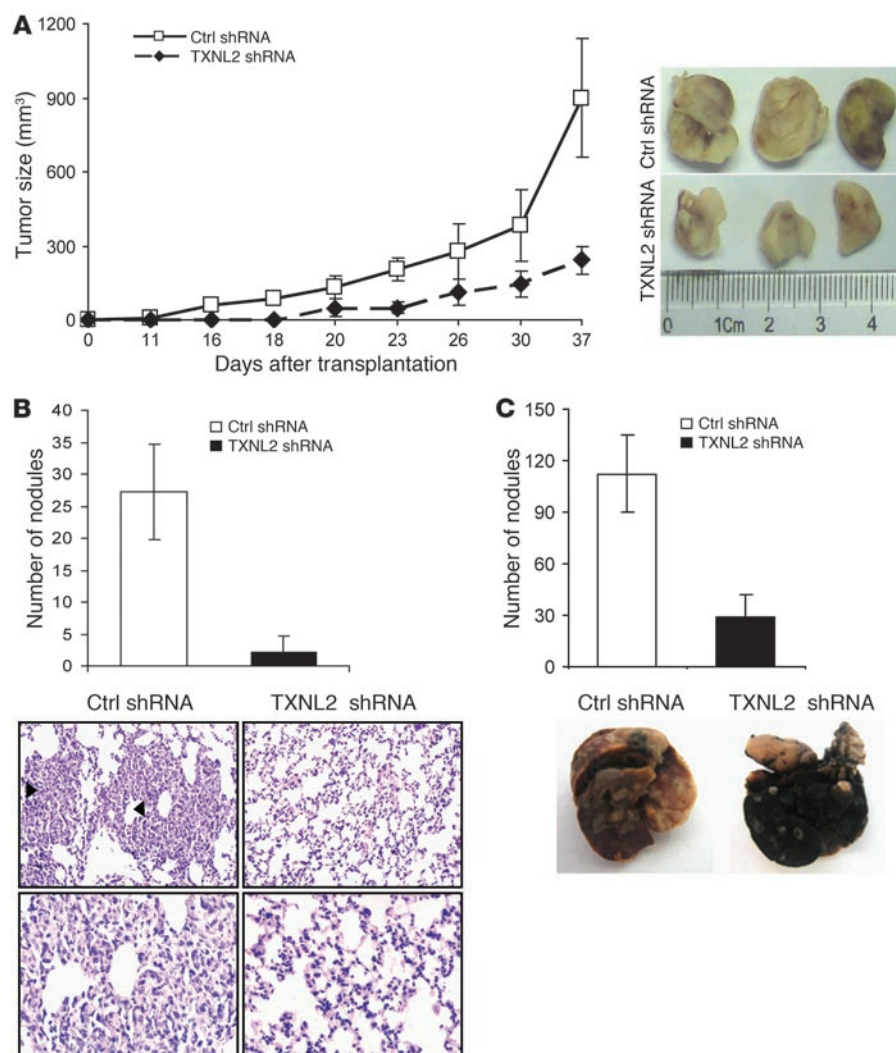 A
Tumor size (mm³)
1200
900
600
300
0
Ctrl shRNA
TXNL2 shRNA
0 11 16 18 20 23 26 30 37
Days after transplantation
Ctrl shRNA
TXNL2 shRNA
0 1Cm 2 3 4
B
Number of nodules
40
35
30
25
20
15
10
5
0
Ctrl shRNA
TXNL2 shRNA
Ctrl shRNA TXNL2 shRNA
C
Number of nodules
150
120
90
60
30
0
Ctrl shRNA
TXNL2 shRNA
Ctrl shRNA TXNL2 shRNA